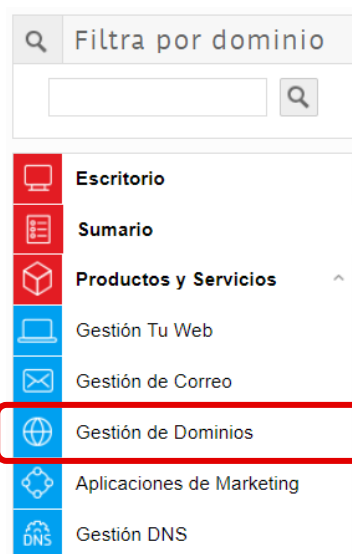 Filtra por dominio
Escritorio
Sumario
Productos y Servicios
Gestión Tu Web
Gestión de Correo
Gestión de Dominios
Aplicaciones de Marketing
DNS Gestión DNS